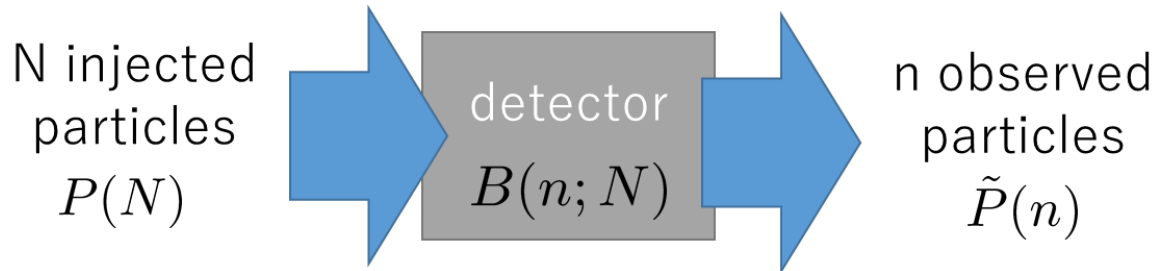 N injected
particles
P(N)
detector
B(n; N)
n observed
particles
P̃(n)